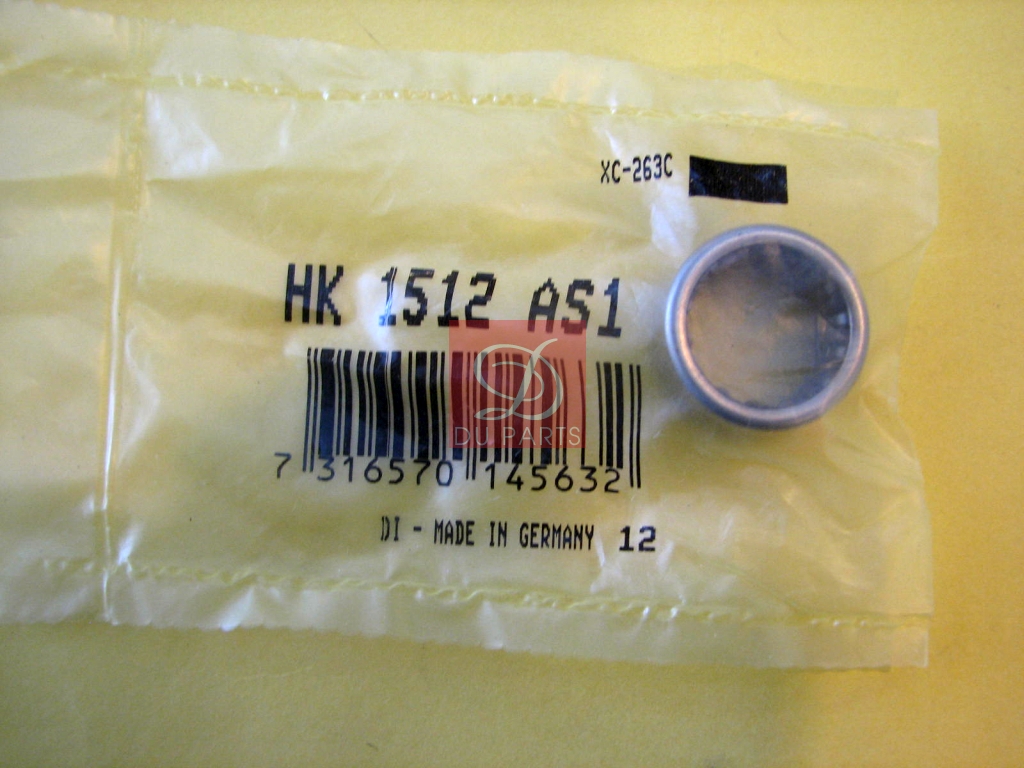 XC-263C
HK 1512 AS1
D
DU PARTS
7 316570 145632
DI - MADE IN GERMANY 12